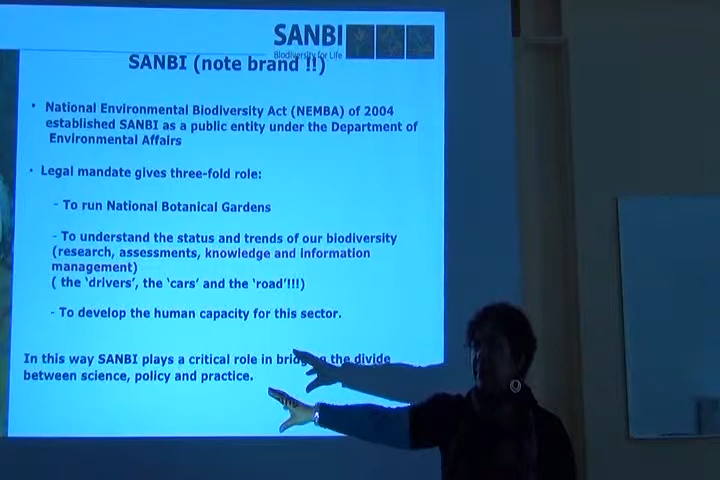 SANBI
Biodiversity for Life
SANBI (note brand !!)
• National Environmental Biodiversity Act (NEMBA) of 2004
established SANBI as a public entity under the Department of
Environmental Affairs
• Legal mandate gives three-fold role:
- To run National Botanical Gardens
- To understand the status and trends of our biodiversity
(research, assessments, knowledge and information
management)
( the ‘drivers’, the ‘cars’ and the ‘road’!!!)
- To develop the human capacity for this sector.
In this way SANBI plays a critical role in bridging the divide
between science, policy and practice.